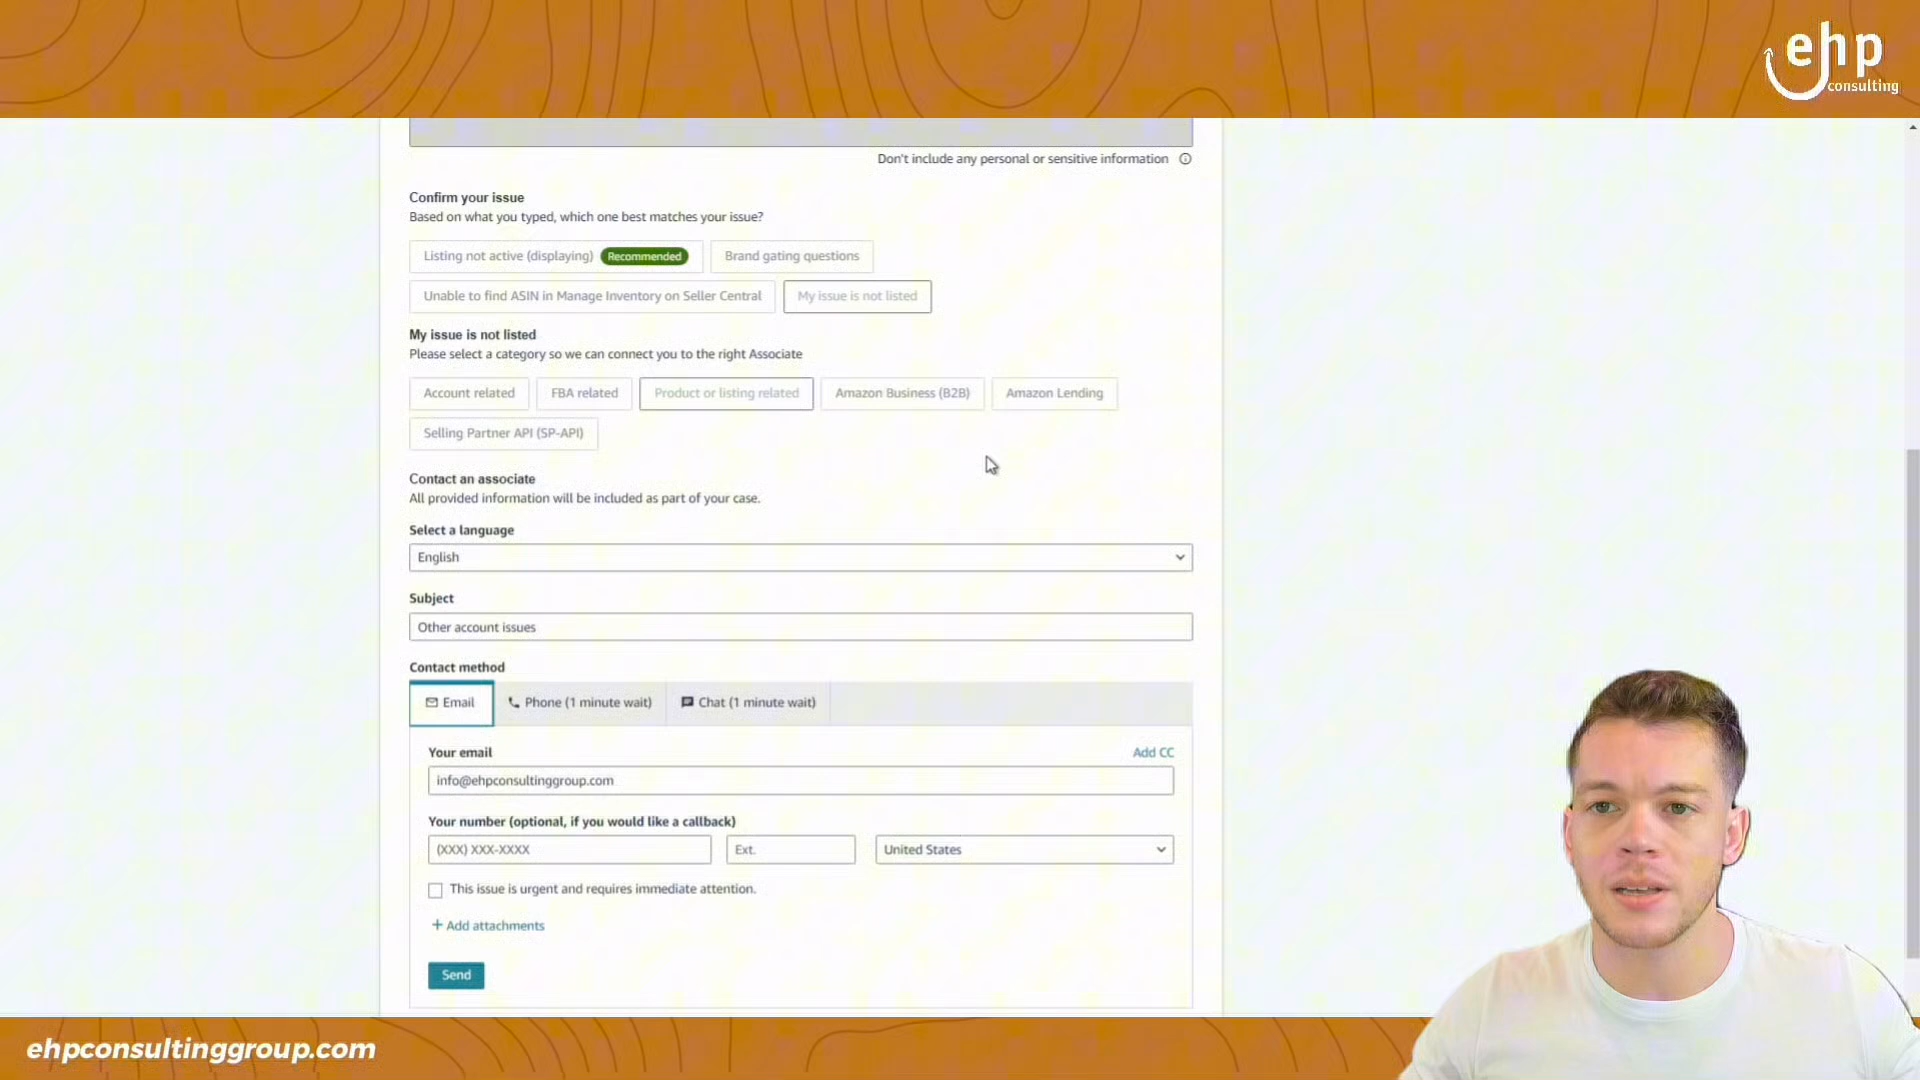 ehp
consulting
Don't include any personal or sensitive information
Confirm your issue
Based on what you typed, which one best matches your issue?
Listing not active (displaying) Recommended Brand gating questions
Unable to find ASIN in Manage Inventory on Seller Central My issue is not listed
My issue is not listed
Please select a category so we can connect you to the right Associate
Account related FBA related Product or listing related Amazon Business (B2B) Amazon Lending
Selling Partner API (SP-API)
Contact an associate
All provided information will be included as part of your case.
Select a language
English
Subject
Other account issues
Contact method
Email Phone (1 minute wait) Chat (1 minute wait)
Your email Add CC
info@ehpconsultinggroup.com
Your number (optional, if you would like a callback)
(XXX) XXX-XXXX Ext. United States
This issue is urgent and requires immediate attention.
+ Add attachments
Send
ehpconsultinggroup.com